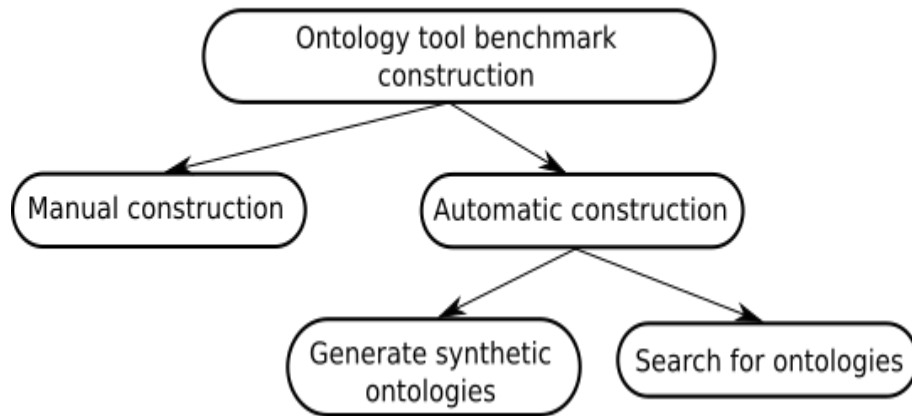 Ontology tool benchmark
construction
Manual construction
Automatic construction
Generate synthetic
ontologies
Search for ontologies